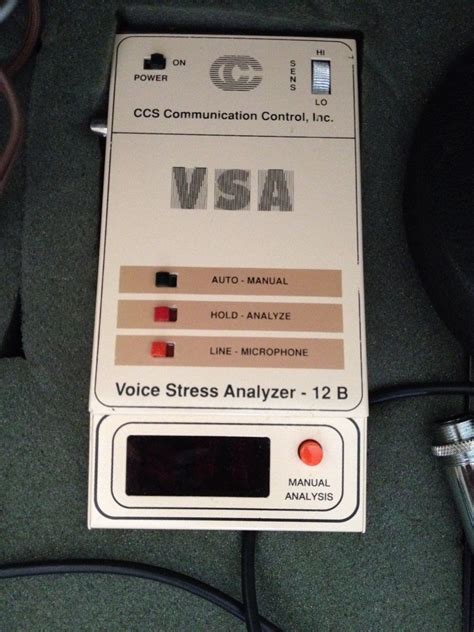 HI
ON
POWER
SENS
LO
CCS Communication Control, Inc.
VSA
AUTO - MANUAL
HOLD - ANALYZE
LINE - MICROPHONE
Voice Stress Analyzer - 12 B
MANUAL
ANALYSIS